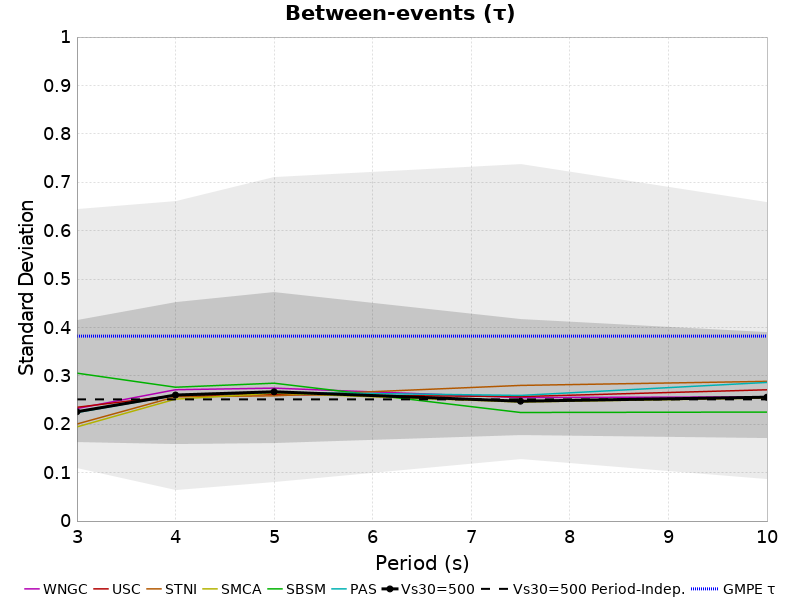 Between-events (τ)
1
0.9
0.8
0.7
0.6
0.5
0.4
0.3
0.2
0.1
0
Standard Deviation
3 4 5 6 7 8 9 10
Period (s)
WNGC USC STNI SMCA SBSM PAS Vs30=500 Vs30=500 Period-Indep. GMPE τ